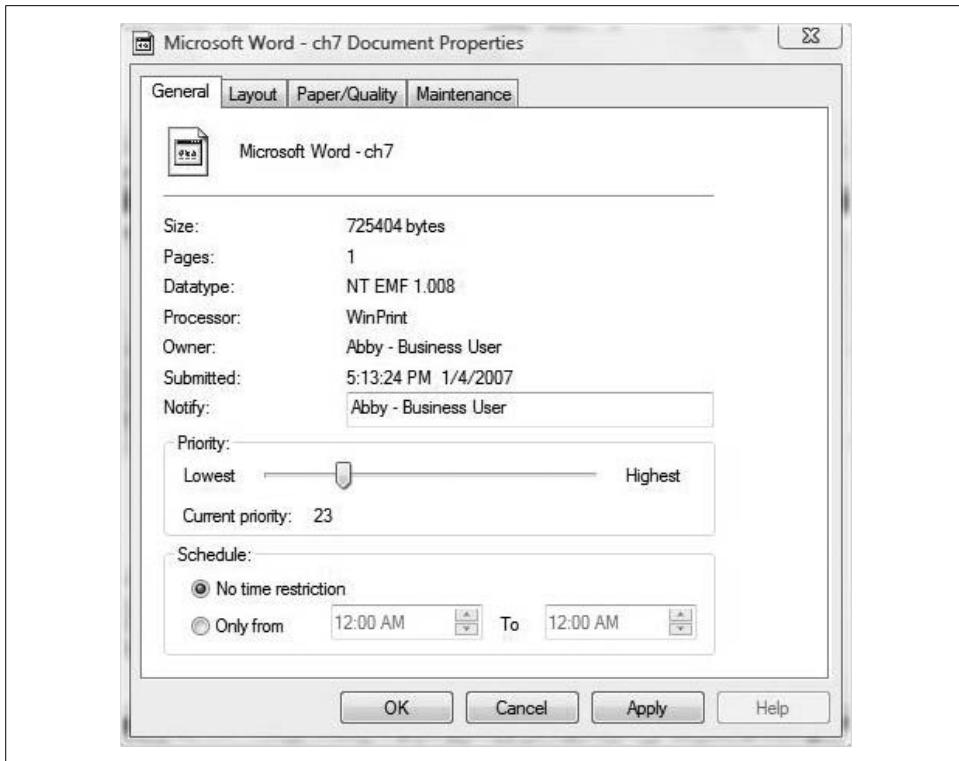 Microsoft Word - ch7 Document Properties
General Layout Paper/Quality Maintenance
Microsoft Word - ch7
Size: 725404 bytes
Pages: 1
Datatype: NT EMF 1.008
Processor: WinPrint
Owner: Abby - Business User
Submitted: 5:13:24 PM 1/4/2007
Notify: Abby - Business User
Priority:
Lowest Highest
Current priority: 23
Schedule:
No time restriction
Only from 12:00 AM To 12:00 AM
OK Cancel Apply Help